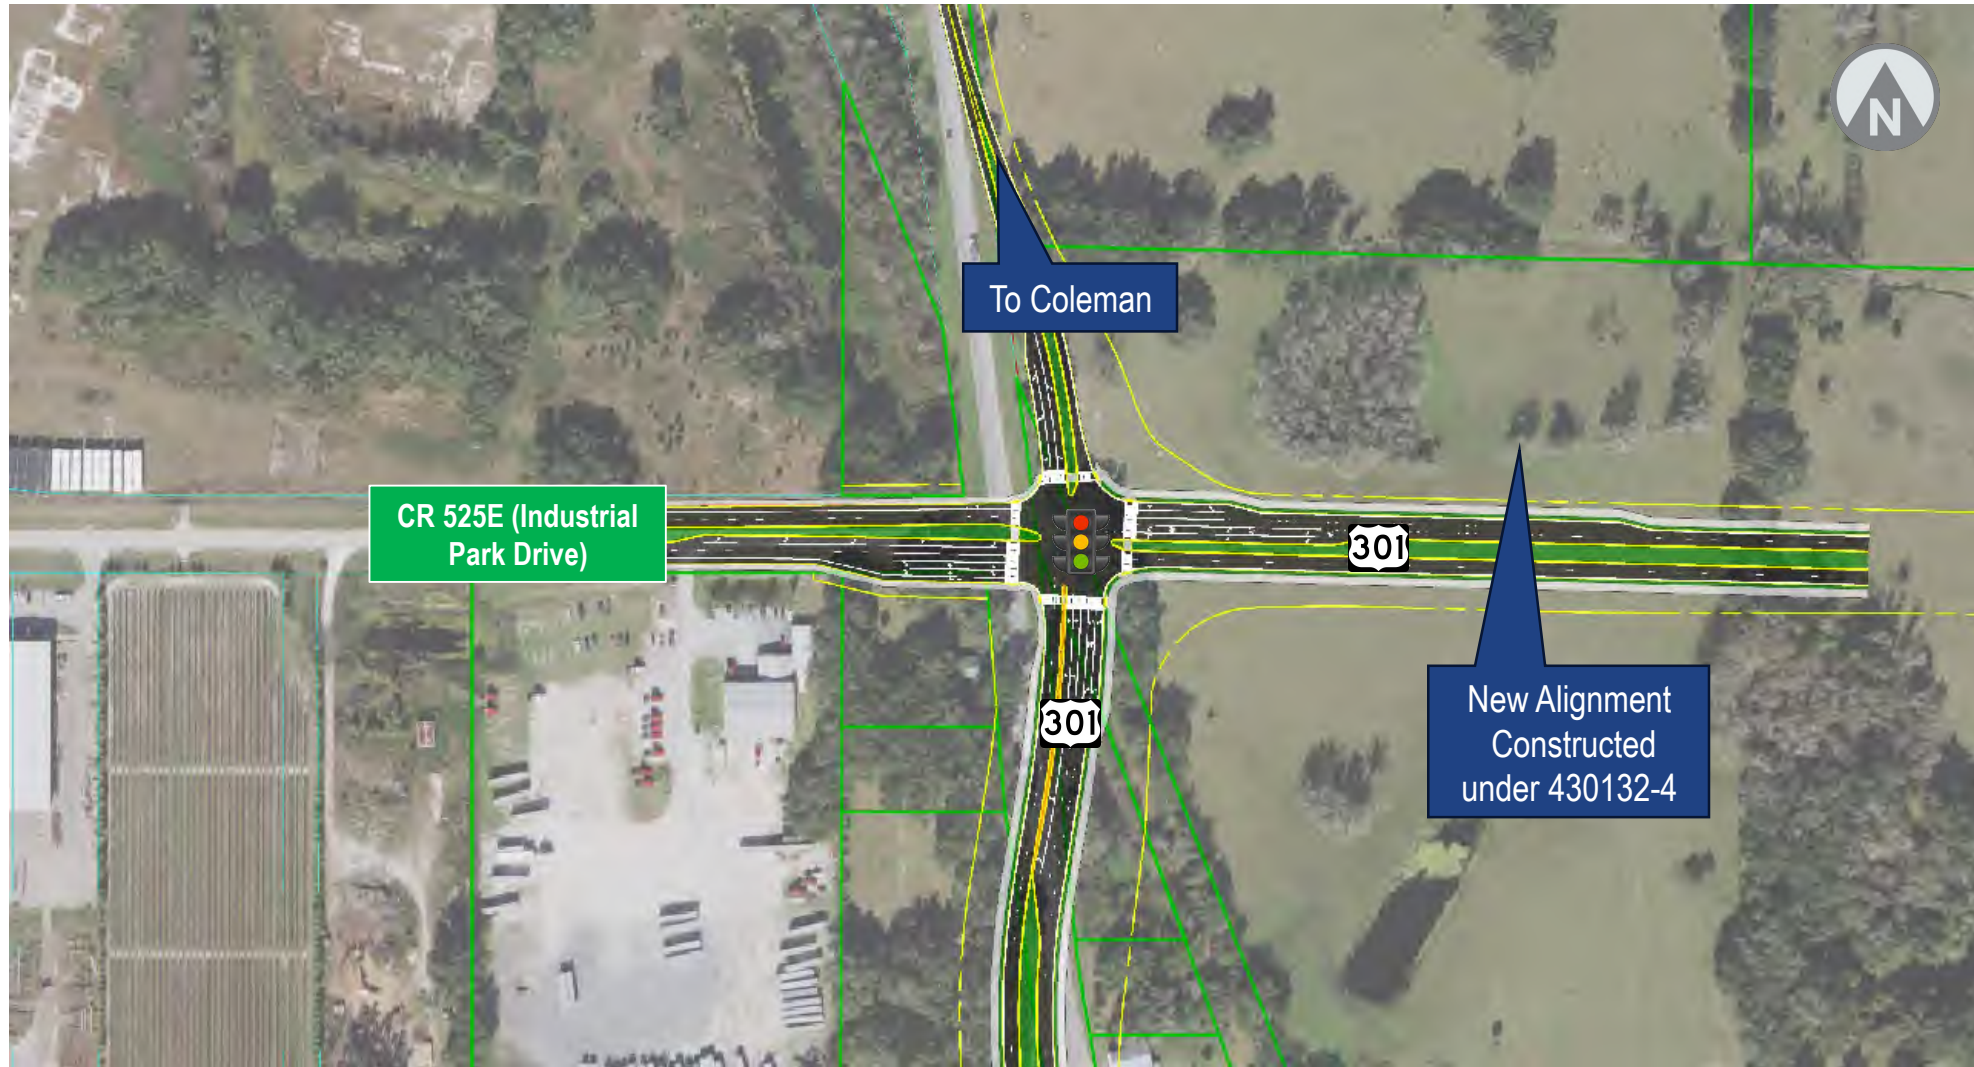 N
To Coleman
CR 525E (Industrial
Park Drive)
301
301
New Alignment
Constructed
under 430132-4